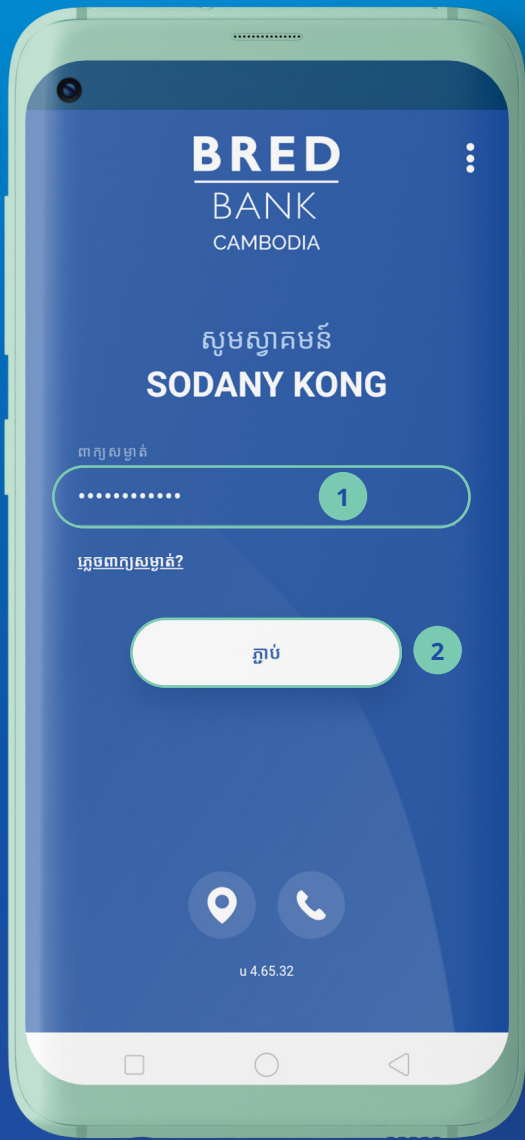 BRED
BANK
CAMBODIA
សូមស្វាគមន៍
SODANY KONG
ពាក្យសម្ងាត់
••••••••••••
1
ភ្លេចពាក្យសម្ងាត់?
ភ្ជាប់
2
u 4.65.32